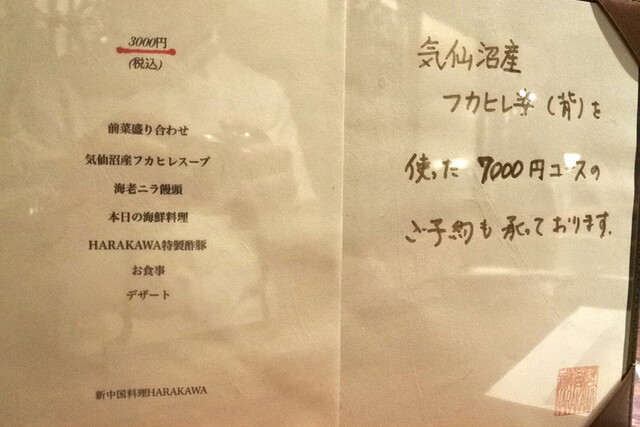 3000円
(税込)
前菜盛り合わせ
気仙沼産フカヒレスープ
海老ニラ饅頭
本日の海鮮料理
HARAKAWA特製酢豚
お食事
デザート
新中国料理HARAKAWA
気仙沼産
フカヒレ (背)を
使った 7000円コースの
ご予約も承っております.